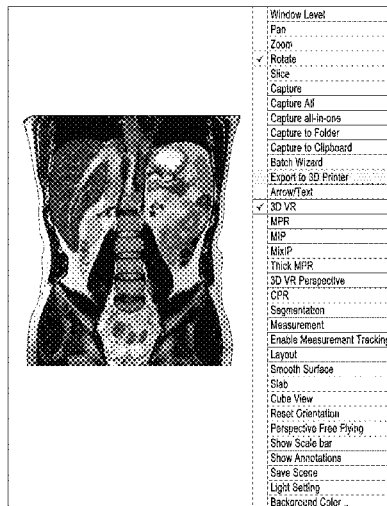 Window Level
Pan
Zoom
Rotate
Slice
Capture
Capture All
Capture all-in-one
Capture to Folder
Capture to Clipboard
Batch Wizard
Export to 3D Printer
Arrow/Text
3D VR
MPR
MIP
MixIP
Thick MPR
3D VR Perspective
CPR
Segmentation
Measurement
Enable Measurement Tracking
Layout
Smooth Surface
Slab
Cube View
Reset Orientation
Perspective Free Flying
Show Scale bar
Show Annotations
Save Scene
Light Setting
Background Color ..